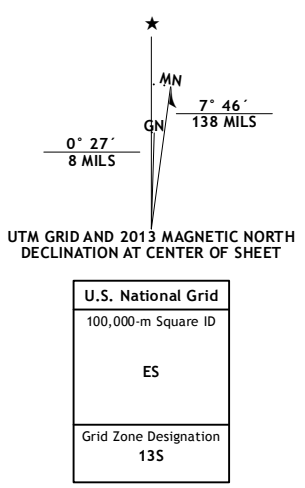 ★
MN
GN
7° 46´
138 MILS
0° 27´
8 MILS
UTM GRID AND 2013 MAGNETIC NORTH
DECLINATION AT CENTER OF SHEET
U.S. National Grid
100,000-m Square ID
ES
Grid Zone Designation
13S